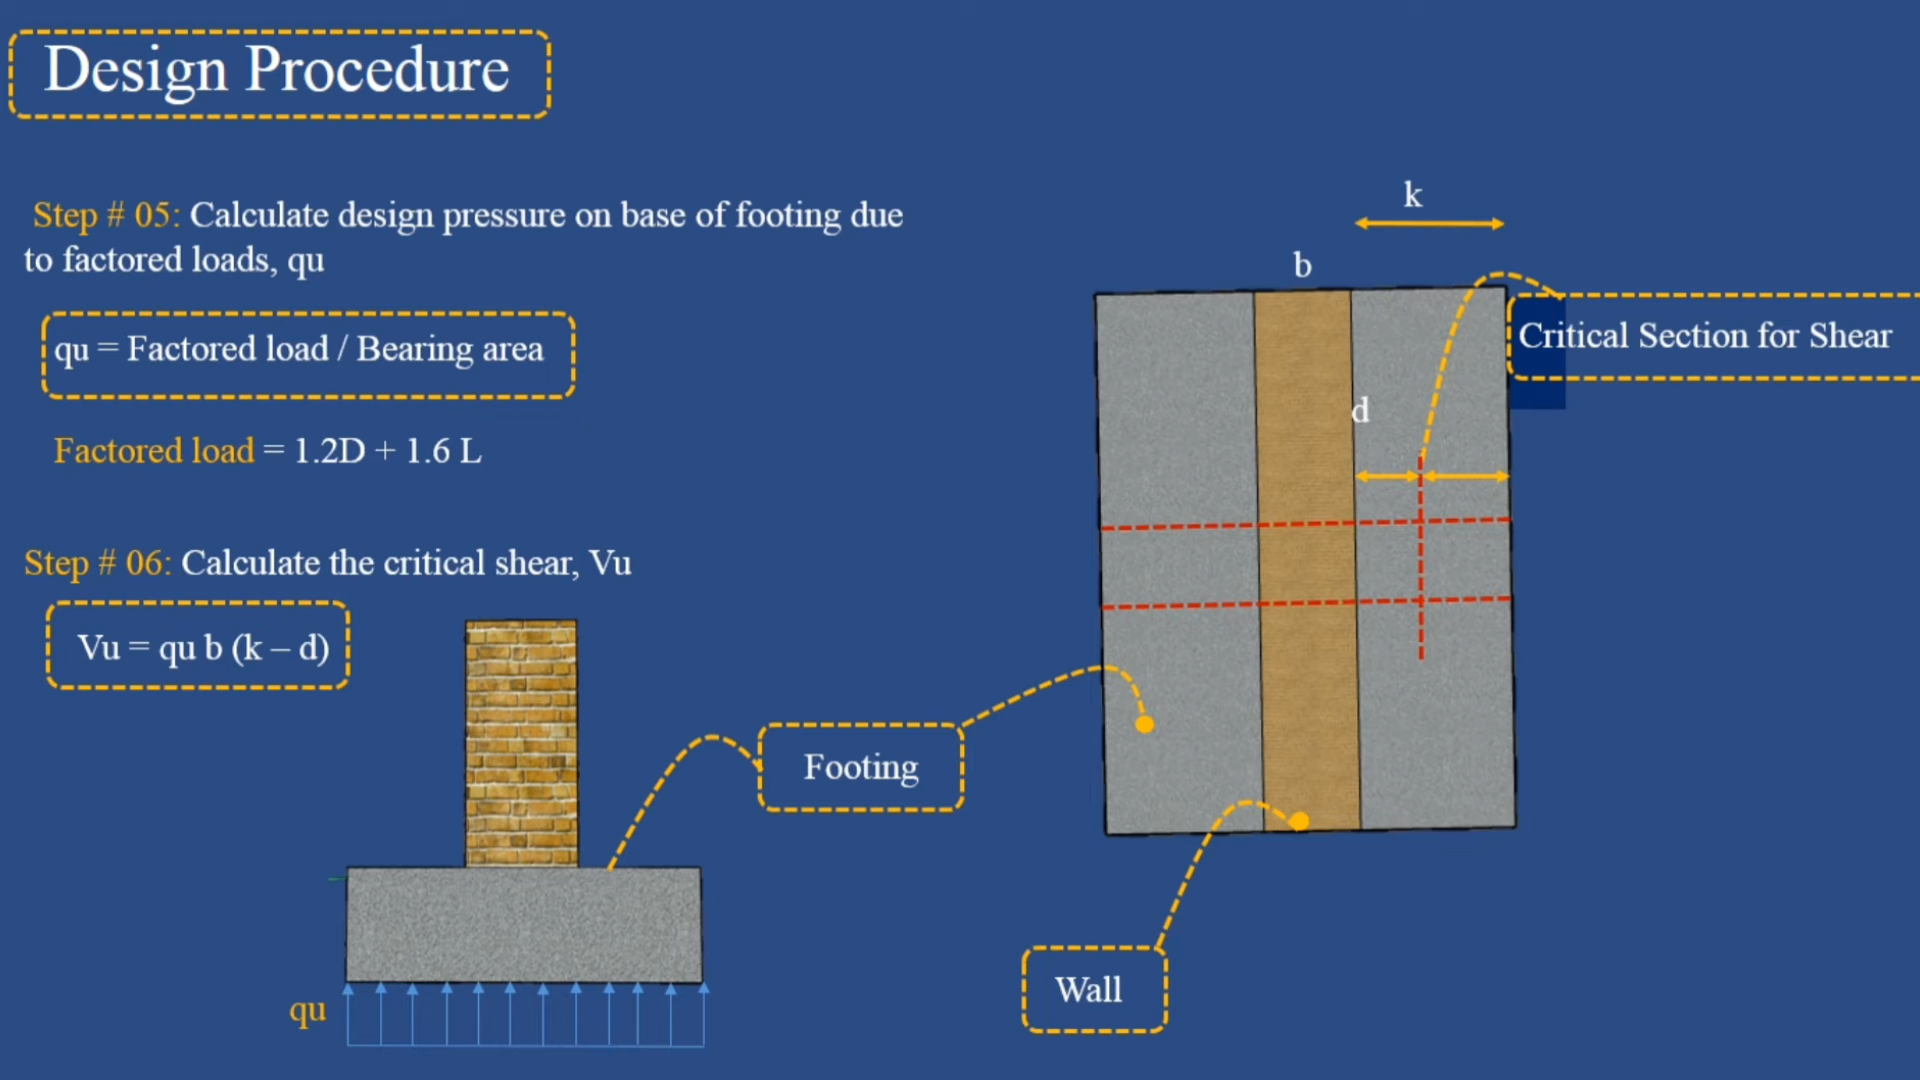 Design Procedure
Step # 05: Calculate design pressure on base of footing due
to factored loads, qu
qu = Factored load / Bearing area
Factored load = 1.2D + 1.6 L
Step # 06: Calculate the critical shear, Vu
Vu = qu b (k – d)
qu
Footing
Wall
k
b
d
Critical Section for Shear